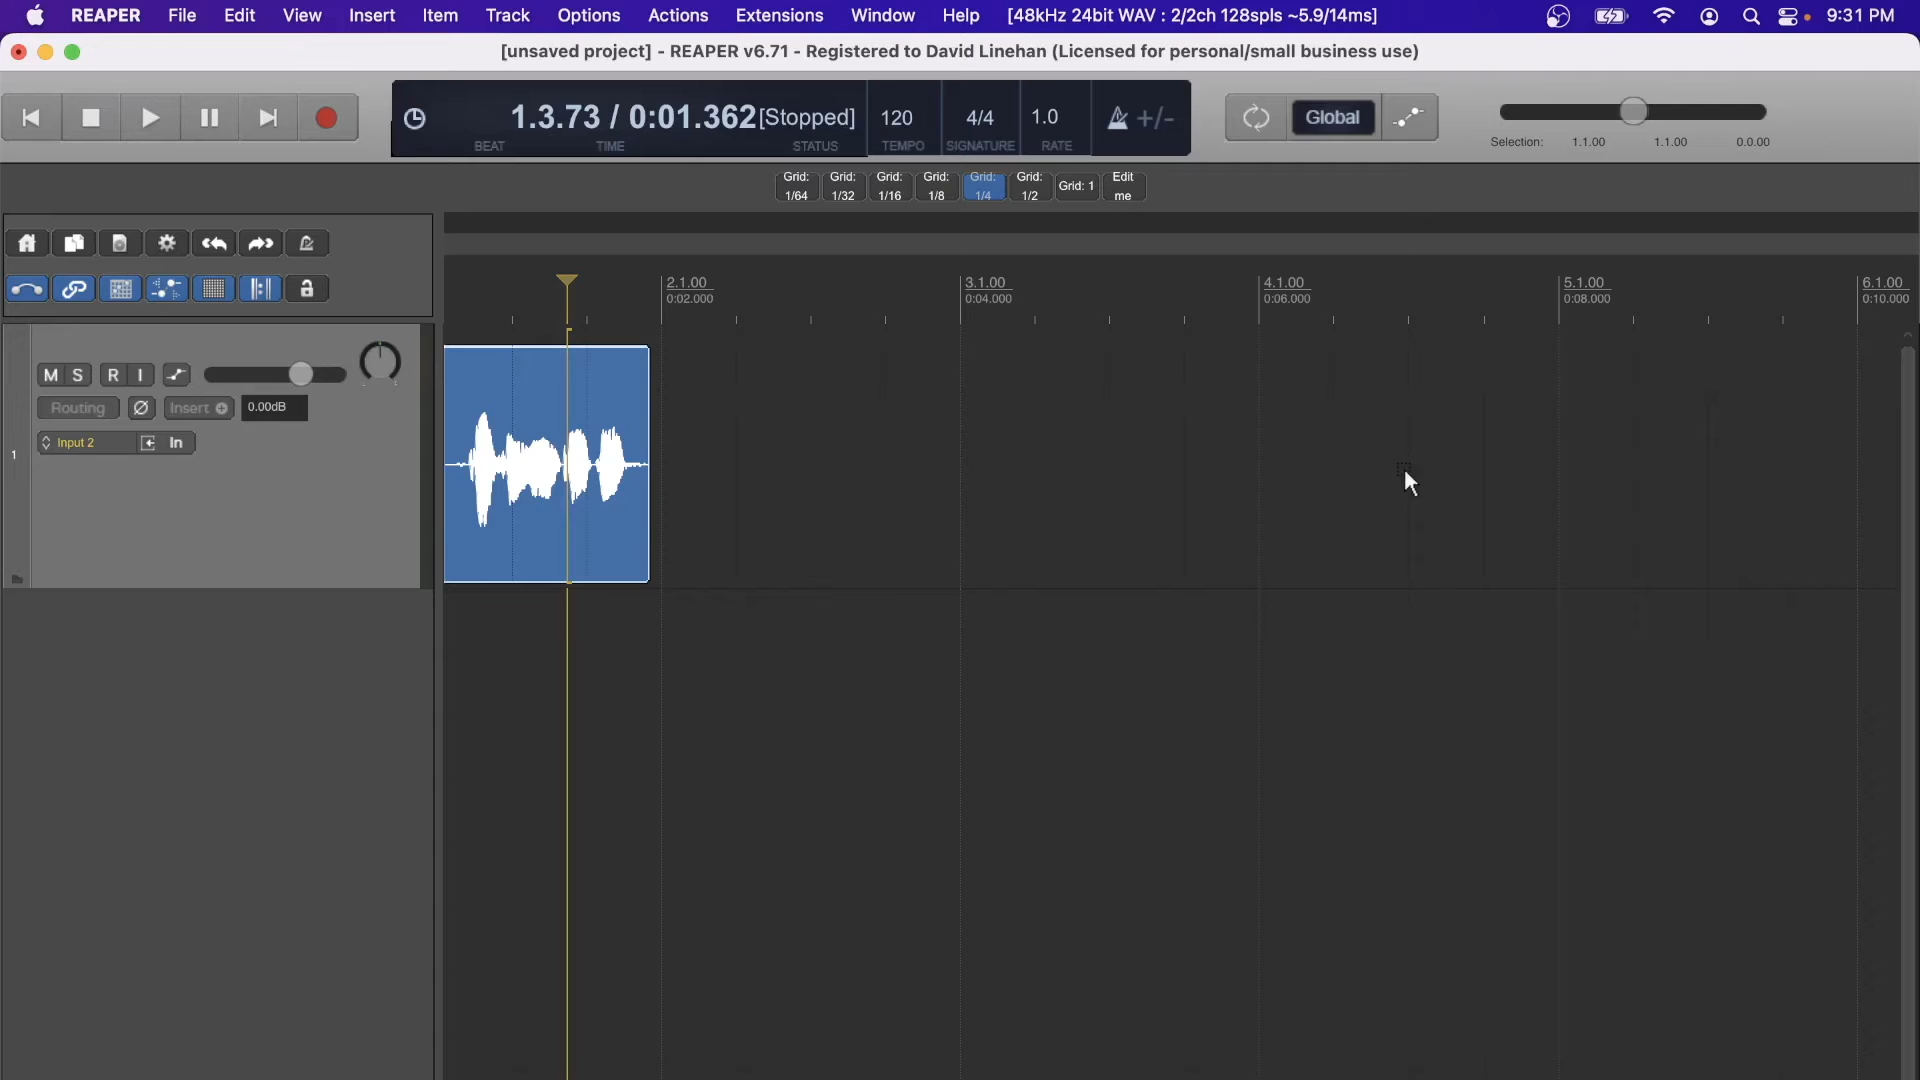 REAPER File Edit View Insert Item Track Options Actions Extensions Window Help [48kHz 24bit WAV : 2/2ch 128spls ~5.9/14ms] 9:31 PM
[unsaved project] - REAPER v6.71 - Registered to David Linehan (Licensed for personal/small business use)
1.3.73 / 0:01.362 [Stopped] 120 4/4 1.0 +/- Global
BEAT TIME STATUS TEMPO SIGNATURE RATE
Selection: 1.1.00 1.1.00 0.0.00
Grid: 1/64
Grid: 1/32
Grid: 1/16
Grid: 1/8
Grid: 1/4
Grid: 1/2
Grid: 1
Edit me
2.1.00 3.1.00 4.1.00 5.1.00 6.1.00
0:02.000 0:04.000 0:06.000 0:08.000 0:10.000
M S R I
Routing Insert 0.00dB
Input 2 In
1